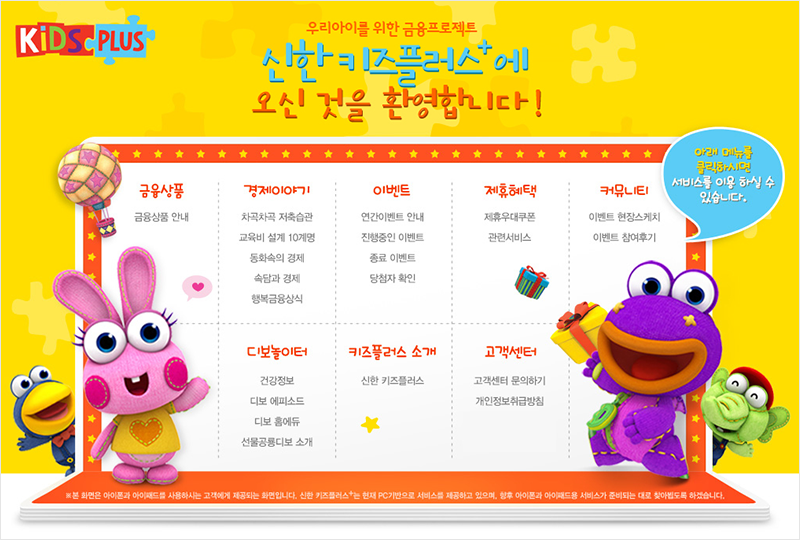 KiDS PLUS
우리아이를 위한 금융프로젝트
신한 키즈플러스+에
오신 것을 환영합니다!
아래 메뉴를
클릭하시면
서비스를 이용 하실 수
있습니다.
금융상품
금융상품 안내
경제이야기
차곡차곡 저축습관
교육비 설계 10계명
동화속의 경제
속담과 경제
행복금융상식
이벤트
연간이벤트 안내
진행중인 이벤트
종료 이벤트
당첨자 확인
제휴혜택
제휴우대쿠폰
관련서비스
커뮤니티
이벤트 현장스케치
이벤트 참여후기
디보놀이터
건강정보
디보 에피소드
디보 홈에듀
선물공룡디보 소개
키즈플러스 소개
신한 키즈플러스
고객센터
고객센터 문의하기
개인정보취급방침
※본 화면은 아이폰과 아이패드를 사용하시는 고객에게 제공되는 화면입니다. 신한 키즈플러스+는 현재 PC기반으로 서비스를 제공하고 있으며, 향후 아이폰과 아이패드용 서비스가 준비되는 대로 찾아뵙도록 하겠습니다.